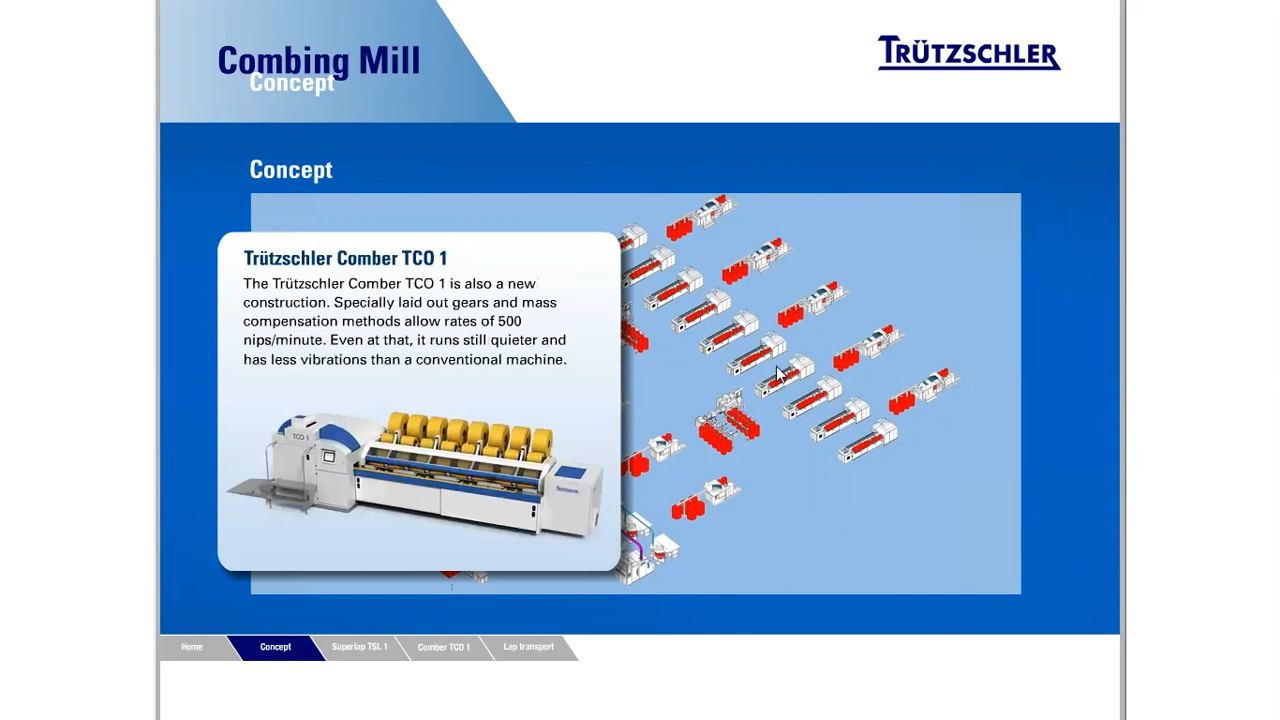 Combing Mill
Concept
TRÜTZSCHLER
Concept
Trützschler Comber TCO 1
The Trützschler Comber TCO 1 is also a new
construction. Specially laid out gears and mass
compensation methods allow rates of 500
nips/minute. Even at that, it runs still quieter and
has less vibrations than a conventional machine.
TCO 1
Home
Concept
Superlap TSL 1
Comber TCO 1
Lap transport